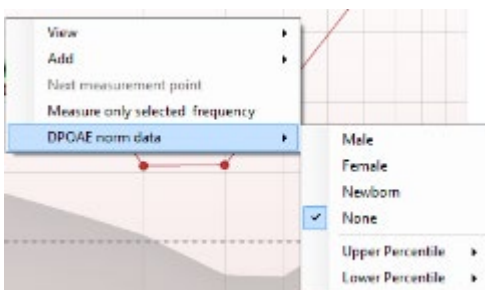 View
Add
Next measurement point
Measure only selected frequency
DPOAE norm data
Male
Female
Newborn
None
Upper Percentile
Lower Percentile